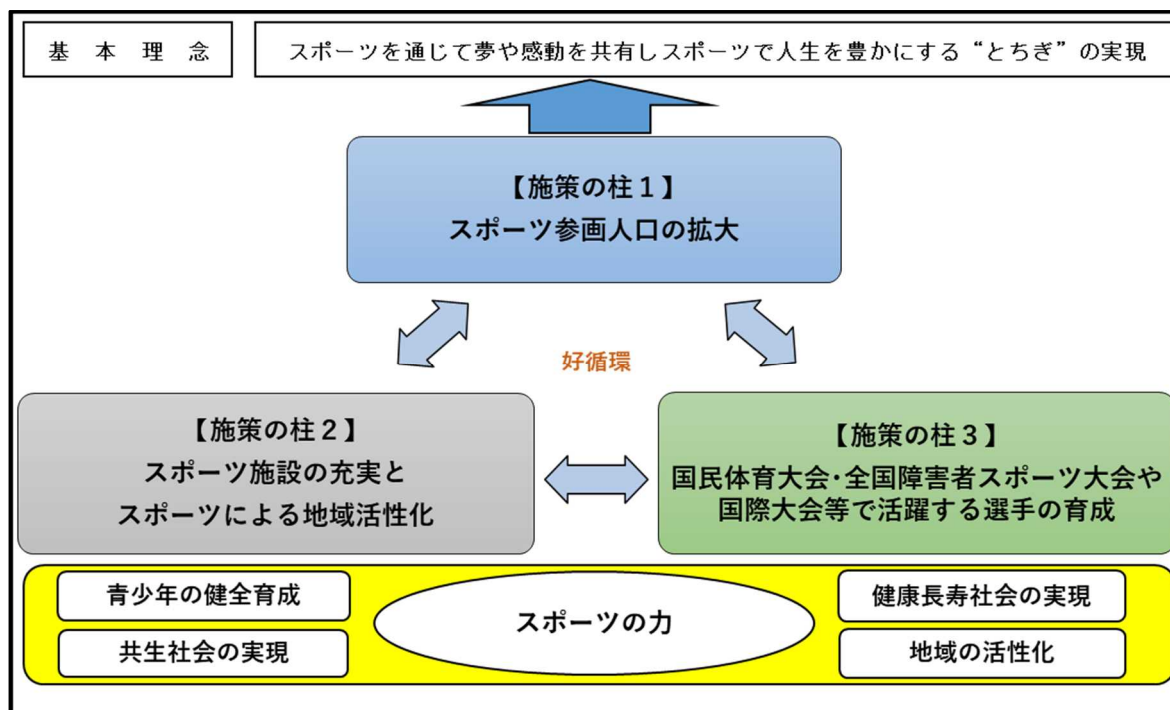 基本理念
スポーツを通じて夢や感動を共有しスポーツで人生を豊かにする“とちぎ”の実現
【施策の柱１】
スポーツ参画人口の拡大
好循環
【施策の柱２】
スポーツ施設の充実と
スポーツによる地域活性化
【施策の柱３】
国民体育大会・全国障害者スポーツ大会や
国際大会等で活躍する選手の育成
青少年の健全育成
共生社会の実現
スポーツの力
健康長寿社会の実現
地域の活性化